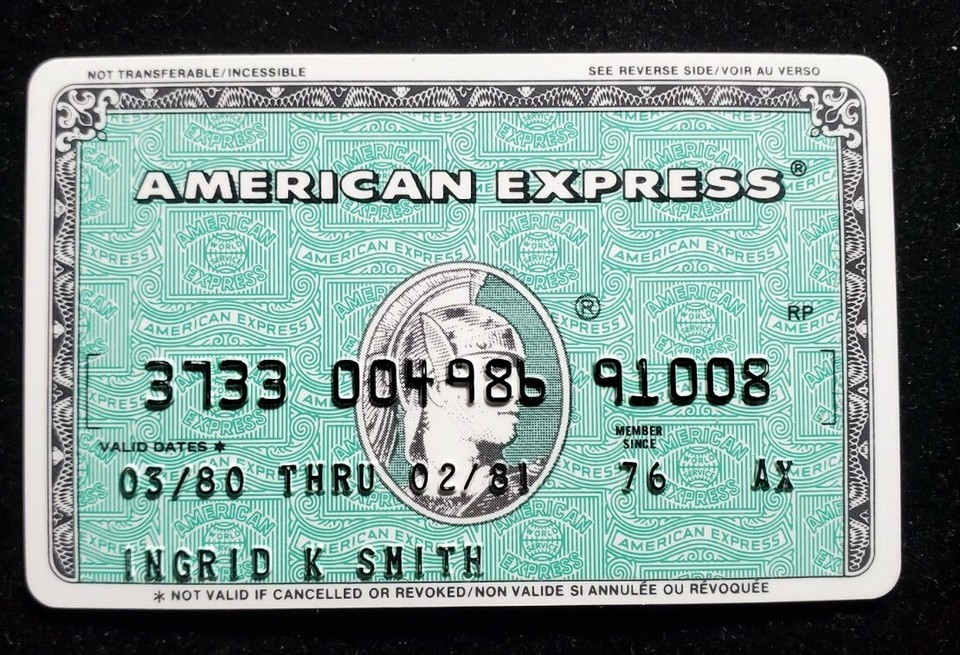 NOT TRANSFERABLE/INCESSIBLE SEE REVERSE SIDE/VOIR AU VERSO
AMERICAN EXPRESS®
® RP
3733 004986 91008
VALID DATES * MEMBER SINCE
03/80 THRU 02/81 76 AX
INGRID K SMITH
* NOT VALID IF CANCELLED OR REVOKED/NON VALIDE SI ANNULÉE OU RÉVOQUÉE